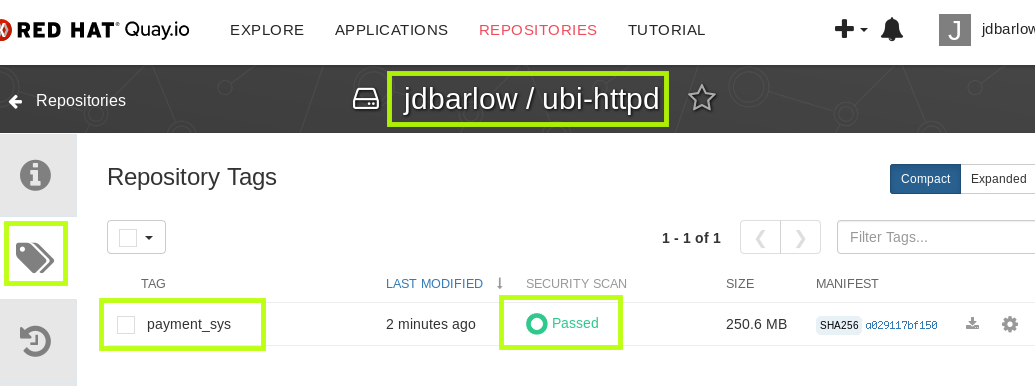 RED HAT® Quay.io EXPLORE APPLICATIONS REPOSITORIES TUTORIAL J jdbarlow
Repositories jdbarlow / ubi-httpd
Repository Tags Compact Expanded
1 - 1 of 1 Filter Tags...
TAG LAST MODIFIED SECURITY SCAN SIZE MANIFEST
payment_sys 2 minutes ago Passed 250.6 MB SHA256 a029117bf150